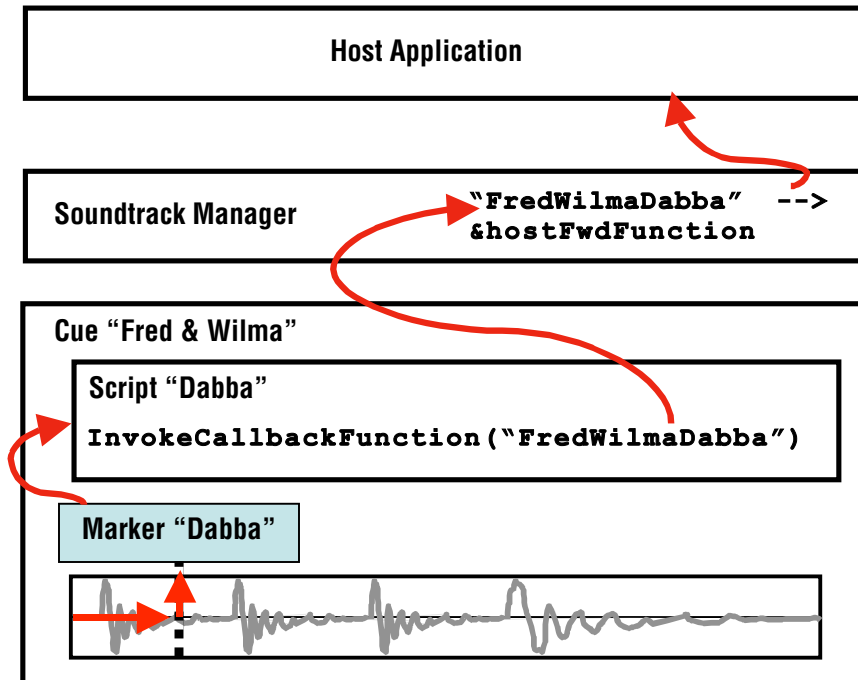 Host Application
Soundtrack Manager
“FredWilmaDabba” -->
&hostFwdFunction
Cue “Fred & Wilma”
Script “Dabba”
InvokeCallbackFunction(“FredWilmaDabba”)
Marker “Dabba”